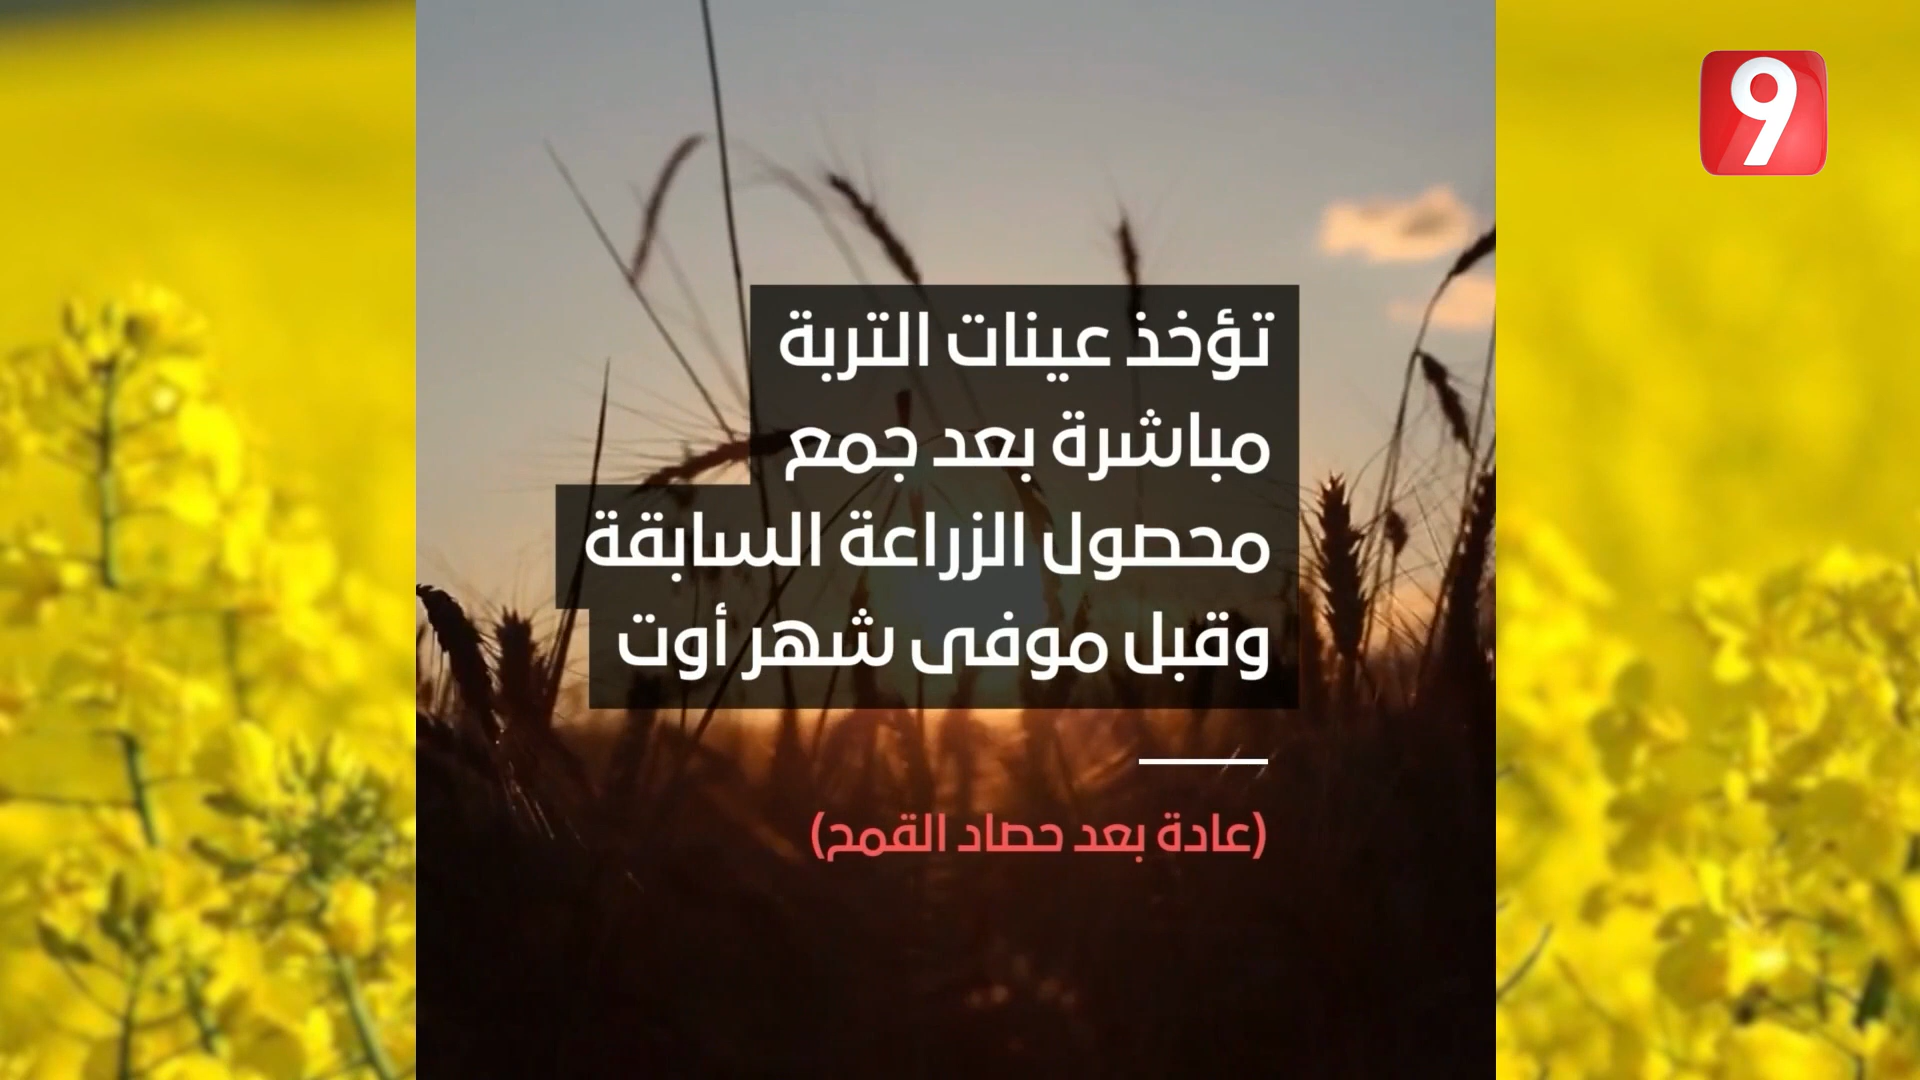 9
تؤخذ عينات التربة
مباشرة بعد جمع
محصول الزراعة السابقة
وقبل موفى شهر أوت
(عادة بعد حصاد القمح)